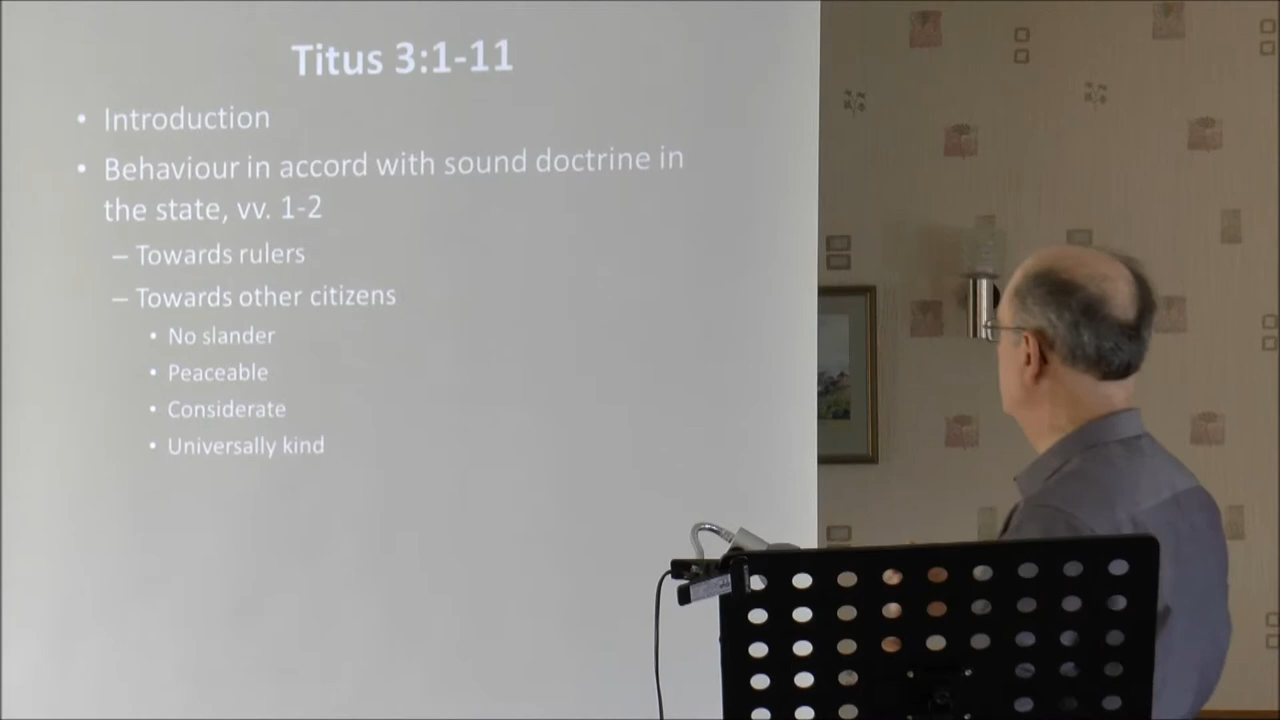 Titus 3:1-11
• Introduction
• Behaviour in accord with sound doctrine in
the state, vv. 1-2
– Towards rulers
– Towards other citizens
• No slander
• Peaceable
• Considerate
• Universally kind